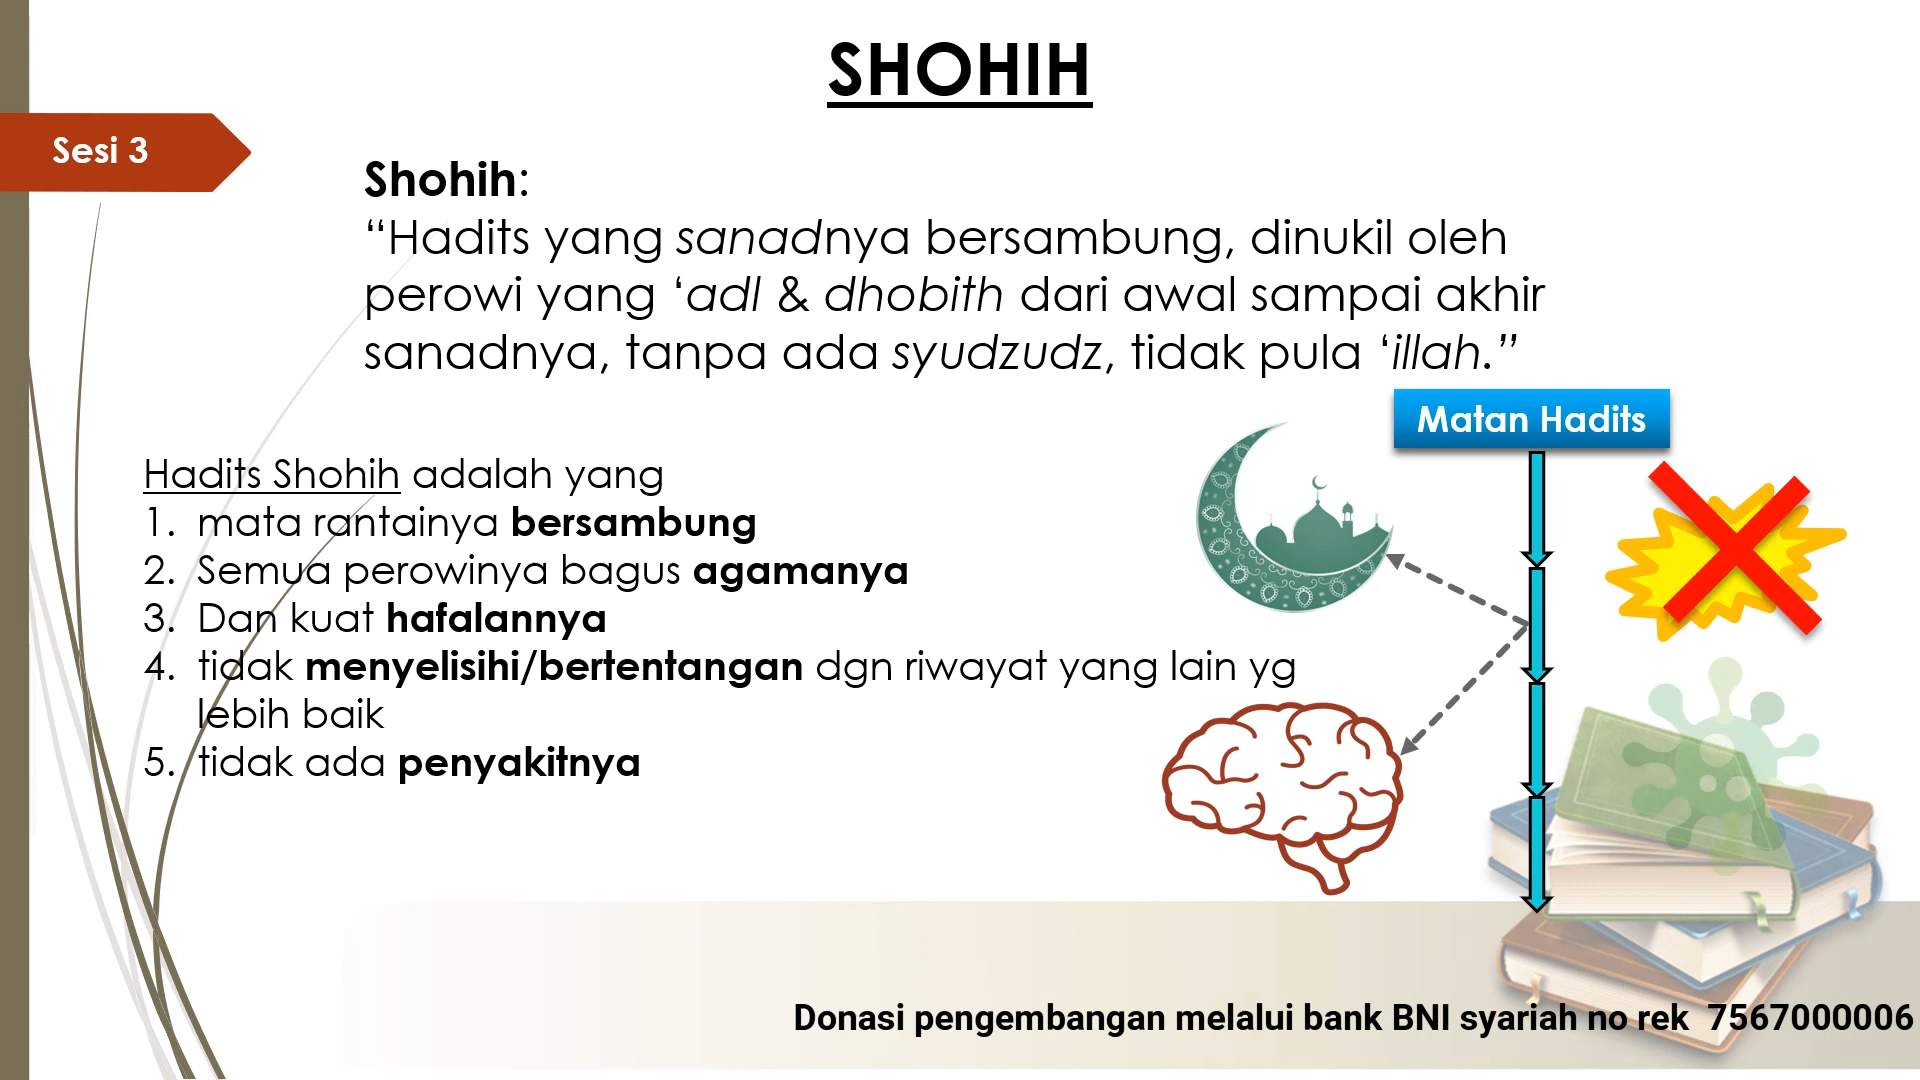 SHOHIH
Sesi 3
Shohih:
“Hadits yang sanadnya bersambung, dinukil oleh
perowi yang ‘adl & dhobith dari awal sampai akhir
sanadnya, tanpa ada syudzudz, tidak pula ‘illah.”
Matan Hadits
Hadits Shohih adalah yang
1. mata rantainya bersambung
2. Semua perowinya bagus agamanya
3. Dan kuat hafalannya
4. tidak menyelisihi/bertentangan dgn riwayat yang lain yg
lebih baik
5. tidak ada penyakitnya
Donasi pengembangan melalui bank BNI syariah no rek 7567000006